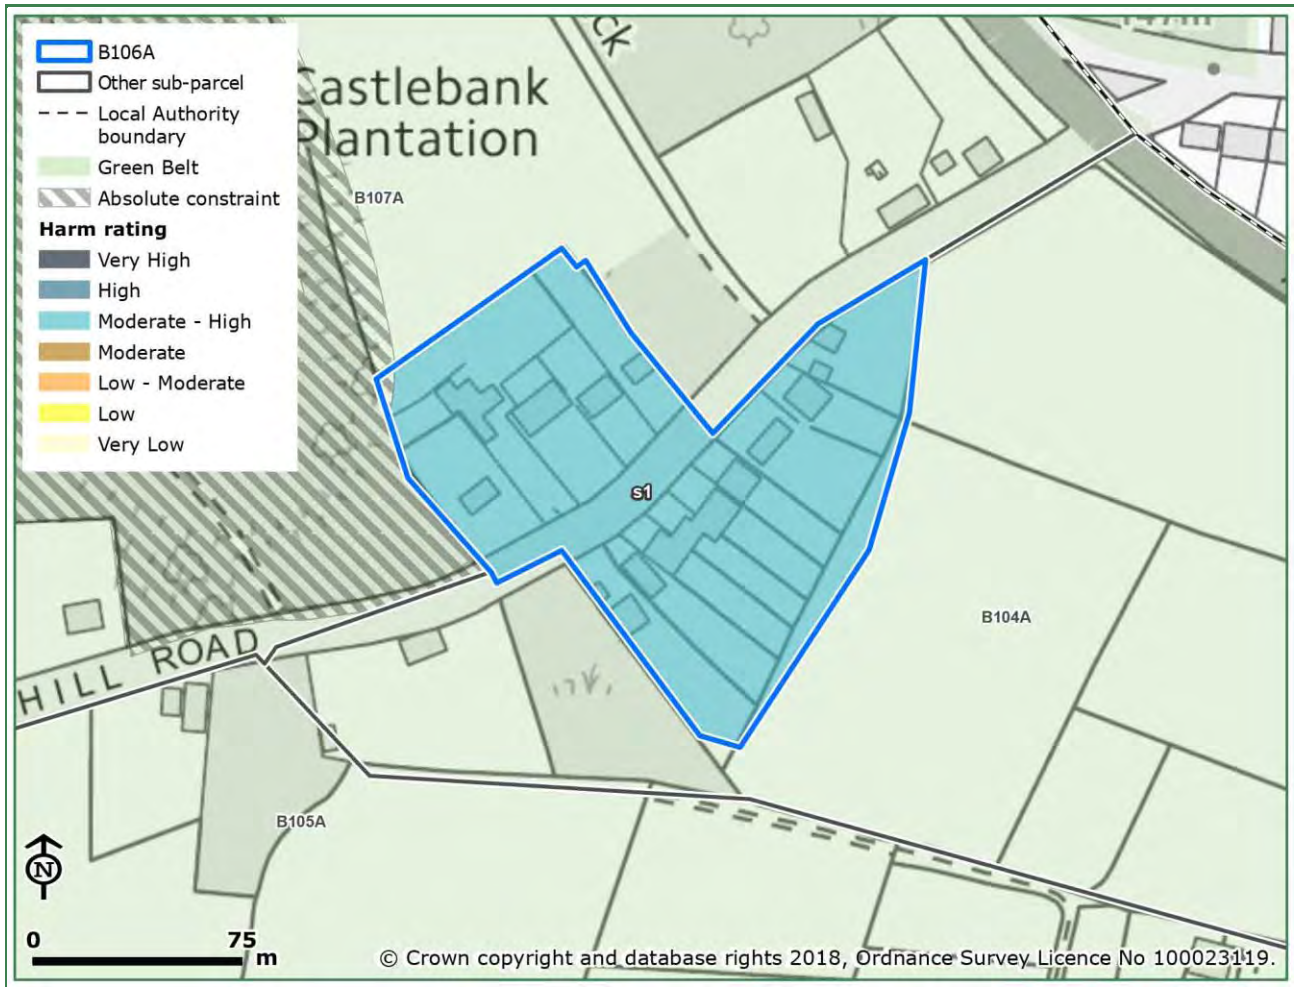 B106A
Other sub-parcel
Local Authority
boundary
Green Belt
Absolute constraint
Harm rating
Very High
High
Moderate - High
Moderate
Low - Moderate
Low
Very Low
Castlebank
Plantation
CK
147m
B107A
s1
B104A
HILL ROAD
B105A
N
0 75 m
© Crown copyright and database rights 2018, Ordnance Survey Licence No 100023119.